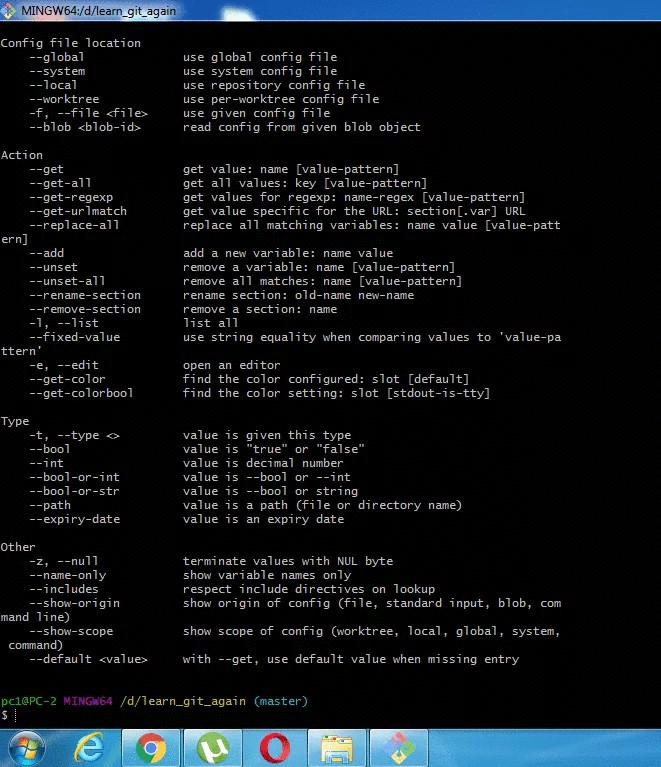 MINGW64:/d/learn_git_again
Config file location
    --global              use global config file
    --system              use system config file
    --local               use repository config file
    --worktree            use per-worktree config file
    -f, --file <file>     use given config file
    --blob <blob-id>      read config from given blob object
Action
    --get                 get value: name [value-pattern]
    --get-all             get all values: key [value-pattern]
    --get-regexp          get values for regexp: name-regex [value-pattern]
    --get-urlmatch        get value specific for the URL: section[.var] URL
    --replace-all         replace all matching variables: name value [value-patt
ern]
    --add                 add a new variable: name value
    --unset               remove a variable: name [value-pattern]
    --unset-all           remove all matches: name [value-pattern]
    --rename-section      rename section: old-name new-name
    --remove-section      remove a section: name
    -l, --list            list all
    --fixed-value         use string equality when comparing values to 'value-pa
ttern'
    -e, --edit            open an editor
    --get-color           find the color configured: slot [default]
    --get-colorbool       find the color setting: slot [stdout-is-tty]
Type
    -t, --type <>         value is given this type
    --bool                value is "true" or "false"
    --int                 value is decimal number
    --bool-or-int         value is --bool or --int
    --bool-or-str         value is --bool or string
    --path                value is a path (file or directory name)
    --expiry-date         value is an expiry date
Other
    -z, --null            terminate values with NUL byte
    --name-only           show variable names only
    --includes            respect include directives on lookup
    --show-origin         show origin of config (file, standard input, blob, com
mand line)
    --show-scope          show scope of config (worktree, local, global, system,
 command)
    --default <value>     with --get, use default value when missing entry
pc1@PC-2 MINGW64 /d/learn_git_again (master)
$